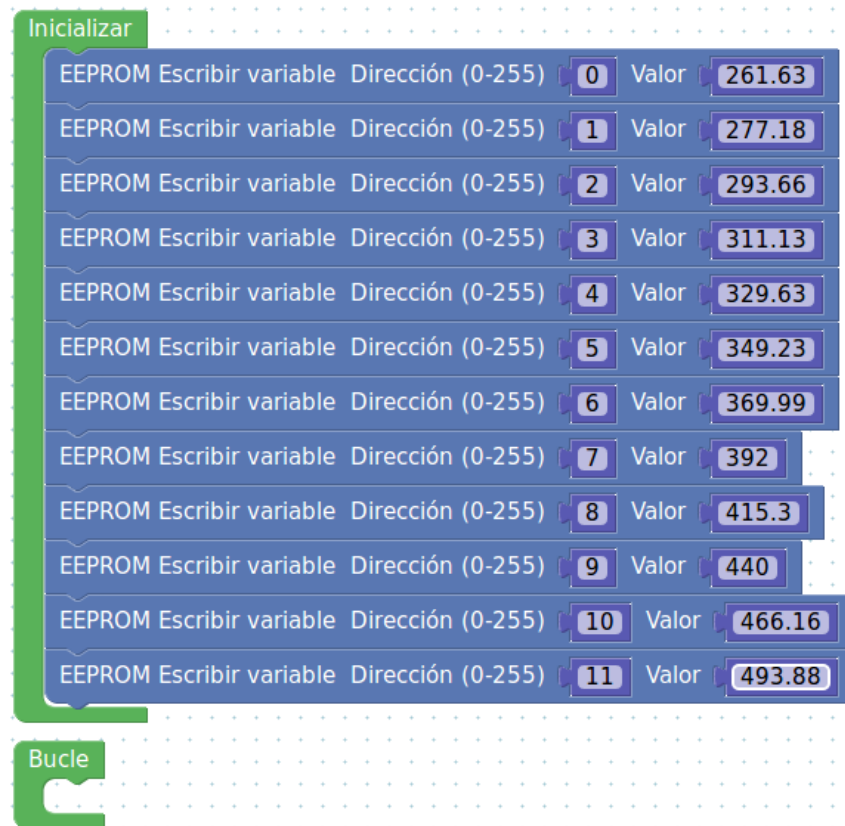 Inicializar
EEPROM Escribir variable Dirección (0-255) 0 Valor 261.63
EEPROM Escribir variable Dirección (0-255) 1 Valor 277.18
EEPROM Escribir variable Dirección (0-255) 2 Valor 293.66
EEPROM Escribir variable Dirección (0-255) 3 Valor 311.13
EEPROM Escribir variable Dirección (0-255) 4 Valor 329.63
EEPROM Escribir variable Dirección (0-255) 5 Valor 349.23
EEPROM Escribir variable Dirección (0-255) 6 Valor 369.99
EEPROM Escribir variable Dirección (0-255) 7 Valor 392
EEPROM Escribir variable Dirección (0-255) 8 Valor 415.3
EEPROM Escribir variable Dirección (0-255) 9 Valor 440
EEPROM Escribir variable Dirección (0-255) 10 Valor 466.16
EEPROM Escribir variable Dirección (0-255) 11 Valor 493.88
Bucle